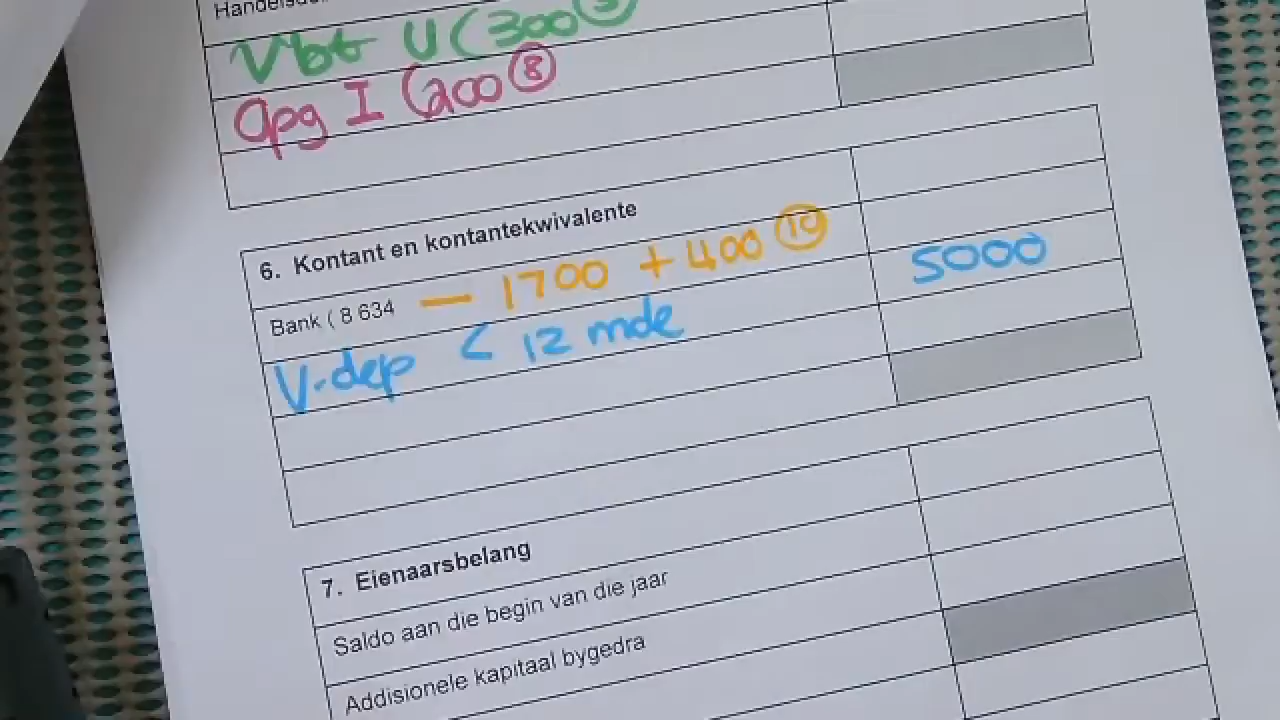 Vbt U (300
Opg I (200 ⑧
6. Kontant en kontantekwivalente
Bank ( 8 634 — 1700 + 400 ⑩
V.dep < 12 mde 5000
7. Eienaarsbelang
Saldo aan die begin van die jaar
Addisionele kapitaal bygedra